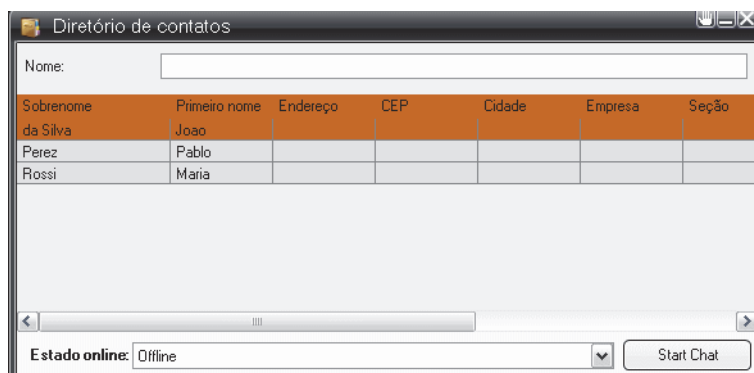 Diretório de contatos
Nome:
Sobrenome Primeiro nome Endereço CEP Cidade Empresa Seção
da Silva Joao
Perez Pablo
Rossi Maria
Estado online: Offline Start Chat